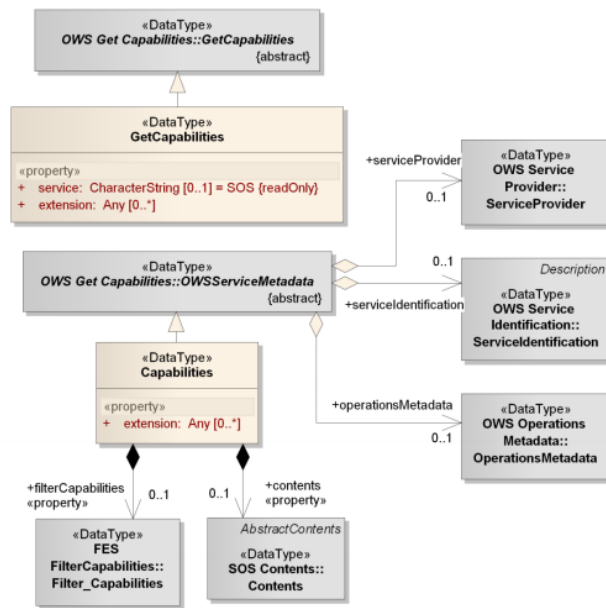 «DataType»
OWS Get Capabilities::GetCapabilities
{abstract}
«DataType»
GetCapabilities
«property»
+ service: CharacterString [0..1] = SOS {readOnly}
+ extension: Any [0..*]
+serviceProvider
0..1
«DataType»
OWS Service
Provider::
ServiceProvider
«DataType»
OWS Get Capabilities::OWSServiceMetadata
{abstract}
0..1
+serviceIdentification
Description
«DataType»
OWS Service
Identification::
ServiceIdentification
«DataType»
Capabilities
«property»
+ extension: Any [0..*]
+operationsMetadata
0..1
«DataType»
OWS Operations
Metadata::
OperationsMetadata
+filterCapabilities
«property»
0..1
0..1
+contents
«property»
«DataType»
FES
FilterCapabilities::
Filter_Capabilities
AbstractContents
«DataType»
SOS Contents::
Contents